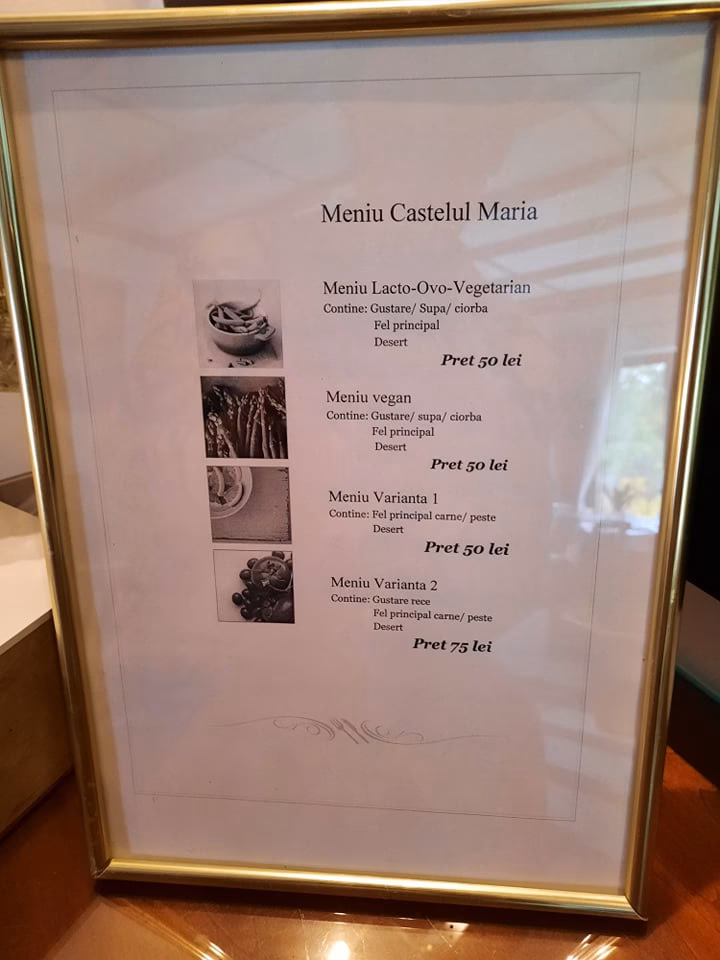 Meniu Castelul Maria
Meniu Lacto-Ovo-Vegetarian
Contine: Gustare/ Supa/ ciorba
Fel principal
Desert
Pret 50 lei
Meniu vegan
Contine: Gustare/ supa/ ciorba
Fel principal
Desert
Pret 50 lei
Meniu Varianta 1
Contine: Fel principal carne/ peste
Desert
Pret 50 lei
Meniu Varianta 2
Contine: Gustare rece
Fel principal carne/ peste
Desert
Pret 75 lei